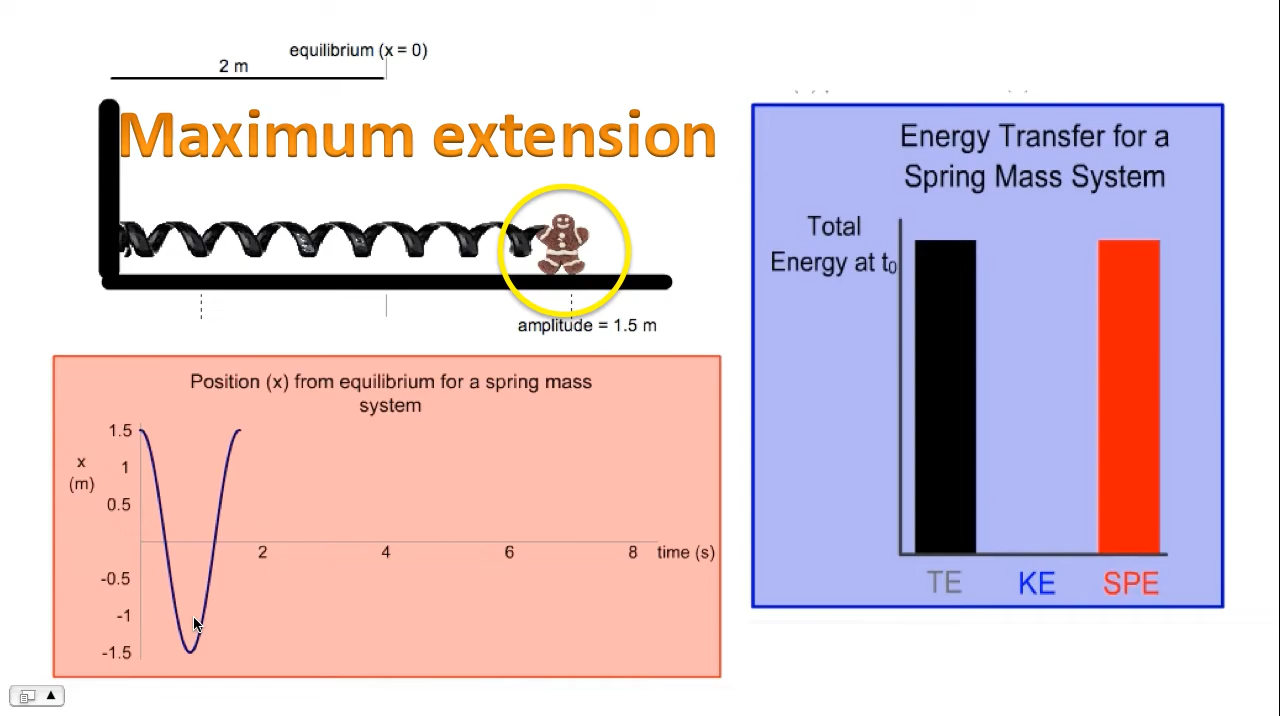 equilibrium (x = 0)
2 m
Maximum extension
amplitude = 1.5 m
Position (x) from equilibrium for a spring mass
system
1.5
x
1
(m)
0.5
2
4
6
8
time (s)
-0.5
-1
-1.5
Energy Transfer for a
Spring Mass System
Total
Energy at t₀
TE
KE
SPE